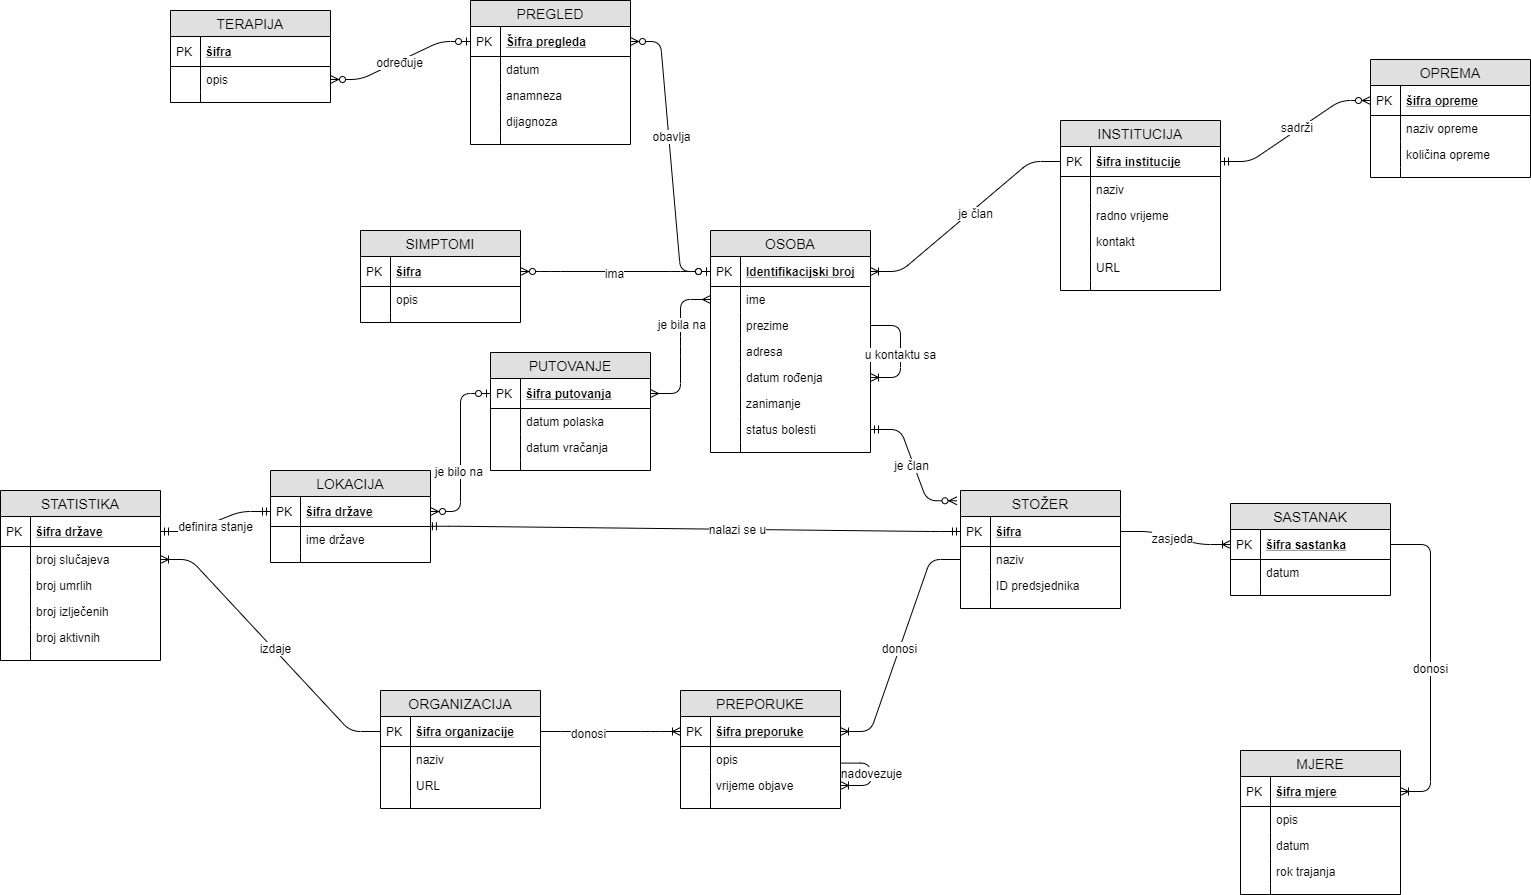 TERAPIJA
PK šifra
opis
određuje
PREGLED
PK Šifra pregleda
datum
anamneza
dijagnoza
obavlja
OPREMA
PK šifra opreme
naziv opreme
količina opreme
sadrži
INSTITUCIJA
PK šifra institucije
naziv
radno vrijeme
kontakt
URL
je član
SIMPTOMI
PK šifra
opis
ima
OSOBA
PK Identifikacijski broj
ime
prezime
adresa
datum rođenja
zanimanje
status bolesti
u kontaktu sa
je bila na
PUTOVANJE
PK šifra putovanja
datum polaska
datum vračanja
je bilo na
je član
LOKACIJA
PK šifra države
ime države
STATISTIKA
PK šifra države
broj slučajeva
broj umrlih
broj izlječenih
broj aktivnih
definira stanje
nalazi se u
STOŽER
PK šifra
naziv
ID predsjednika
zasjeda
SASTANAK
PK šifra sastanka
datum
izdaje
donosi
donosi
ORGANIZACIJA
PK šifra organizacije
naziv
URL
donosi
PREPORUKE
PK šifra preporuke
opis
vrijeme objave
nadovezuje
MJERE
PK šifra mjere
opis
datum
rok trajanja